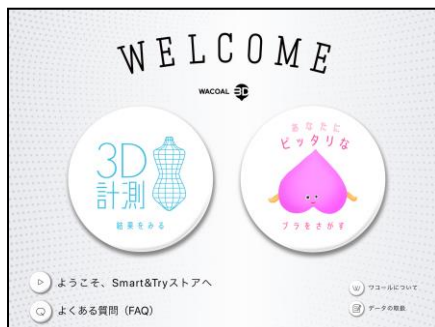 WELCOME
WACOAL 3D
3D
計測
結果をみる
あなたに
ピッタリな
ブラをさがす
ようこそ、Smart&Tryストアへ
よくある質問（FAQ）
ワコールについて
データの取扱